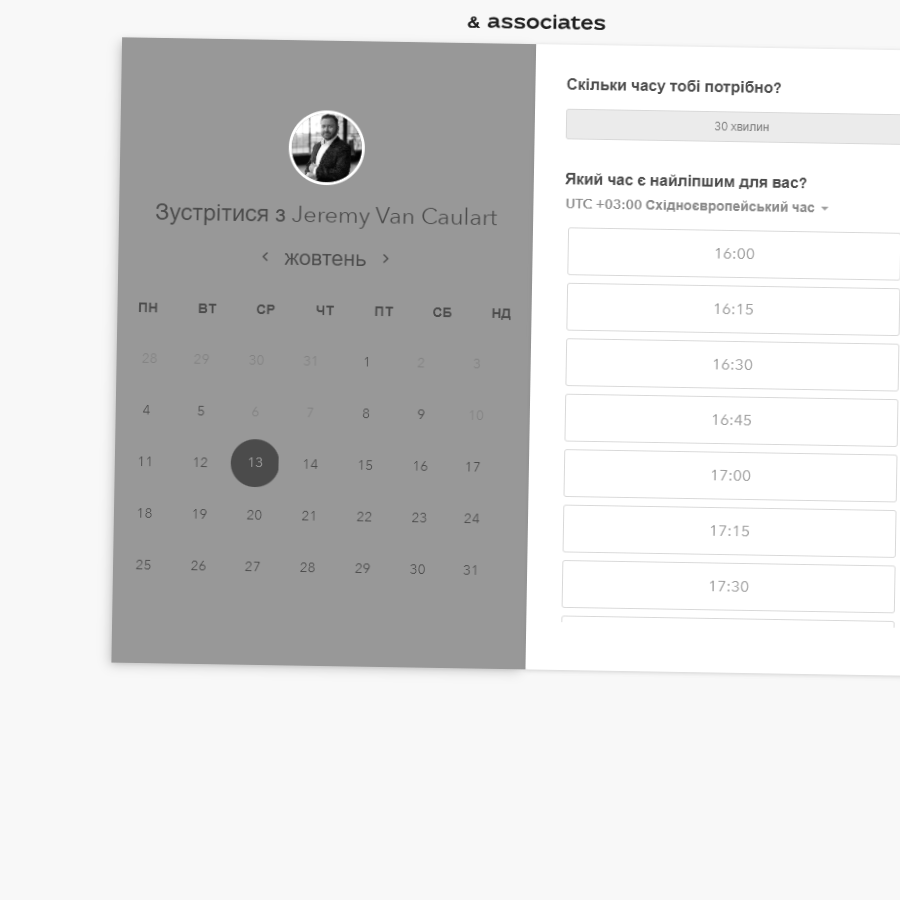 & associates
Зустрітися з Jeremy Van Caulart
жовтень
ПН ВТ СР ЧТ ПТ СБ НД
28 29 30 31 1 2 3
4 5 6 7 8 9 10
11 12 13 14 15 16 17
18 19 20 21 22 23 24
25 26 27 28 29 30 31
Скільки часу тобі потрібно?
30 хвилин
Який час є найліпшим для вас?
UTC +03:00 Східноєвропейський час
16:00
16:15
16:30
16:45
17:00
17:15
17:30